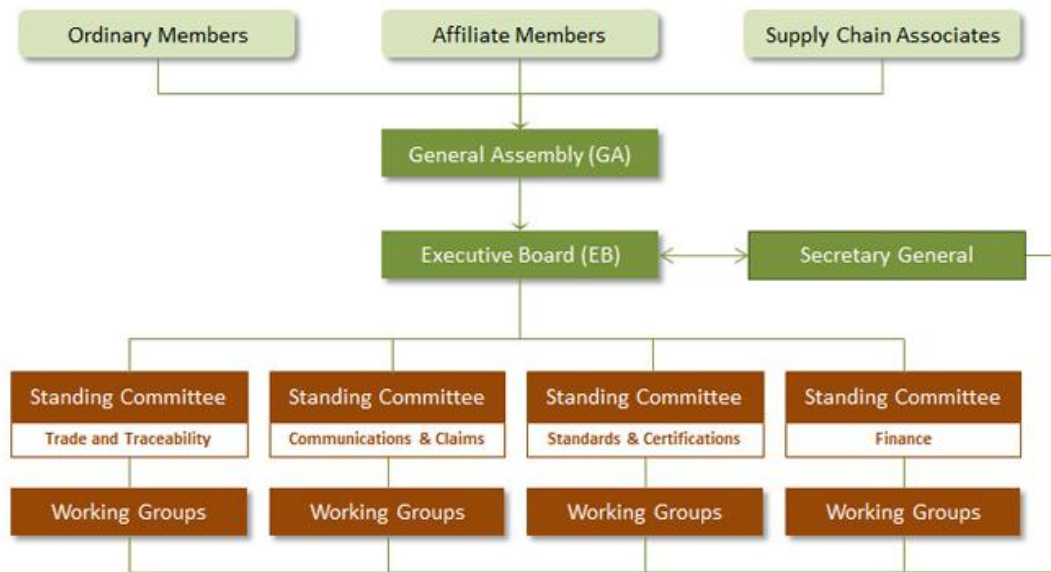 Ordinary Members
Affiliate Members
Supply Chain Associates
General Assembly (GA)
Executive Board (EB)
Secretary General
Standing Committee
Trade and Traceability
Standing Committee
Communications & Claims
Standing Committee
Standards & Certifications
Standing Committee
Finance
Working Groups
Working Groups
Working Groups
Working Groups